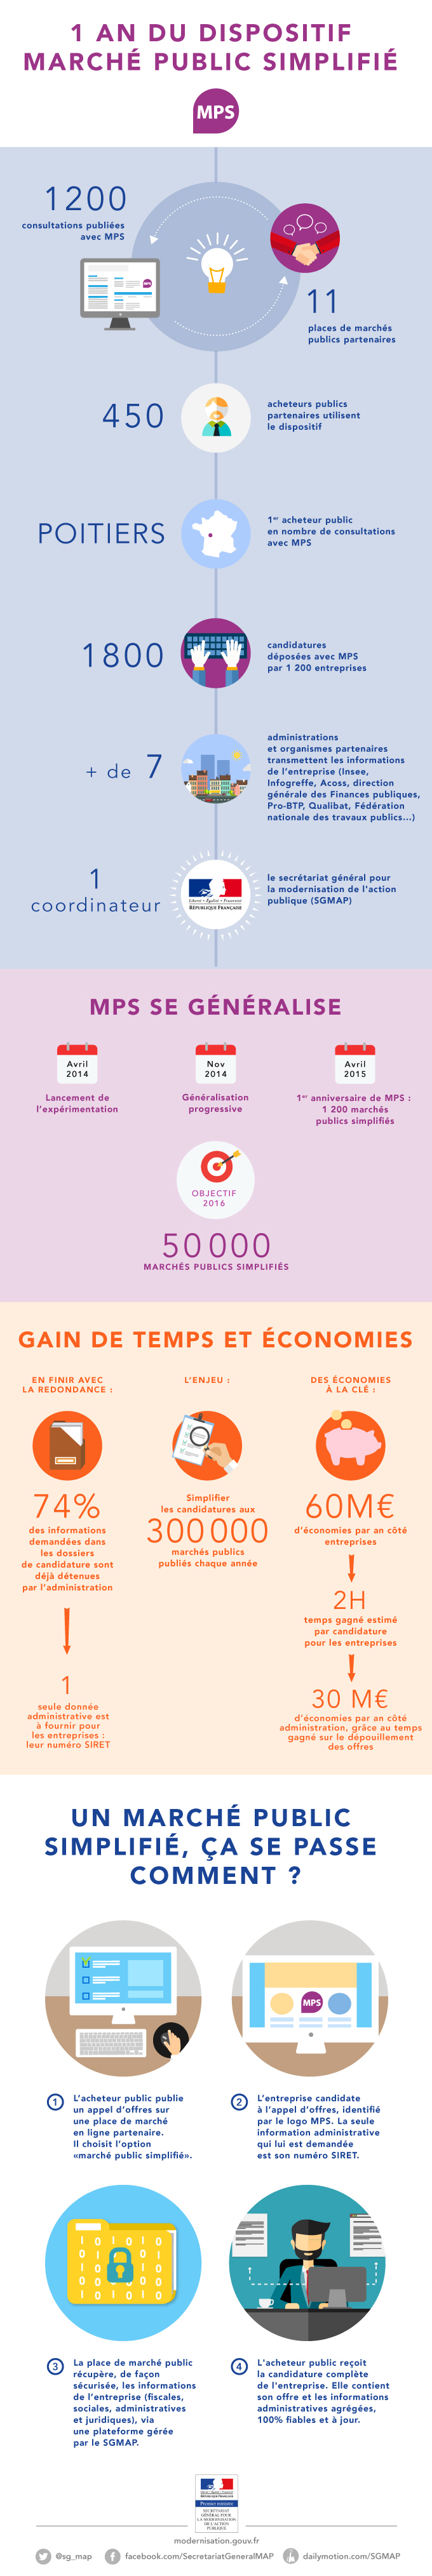 1 AN DU DISPOSITIF
MARCHÉ PUBLIC SIMPLIFIÉ
MPS
1200
consultations publiées
avec MPS
11
places de marchés
publics partenaires
450
acheteurs publics
partenaires utilisent
le dispositif
POITIERS
1er acheteur public
en nombre de consultations
avec MPS
1800
candidatures
déposées avec MPS
par 1 200 entreprises
+ de 7
administrations
et organismes partenaires
transmettent les informations
de l'entreprise (Insee,
Infogreffe, Acoss, direction
générale des Finances publiques,
Pro-BTP, Qualibat, Fédération
nationale des travaux publics...)
1
coordinateur
Liberté • Égalité • Fraternité
RÉPUBLIQUE FRANÇAISE
le secrétariat général pour
la modernisation de l'action
publique (SGMAP)
MPS SE GÉNÉRALISE
Avril
2014
Lancement de
l'expérimentation
Nov
2014
Généralisation
progressive
Avril
2015
1er anniversaire de MPS :
1 200 marchés
publics simplifiés
OBJECTIF
2016
50 000
MARCHÉS PUBLICS SIMPLIFIÉS
GAIN DE TEMPS ET ÉCONOMIES
EN FINIR AVEC
LA REDONDANCE :
74%
des informations
demandées dans
les dossiers
de candidature sont
déjà détenues
par l'administration
1
seule donnée
administrative est
à fournir pour
les entreprises :
leur numéro SIRET
L'ENJEU :
Simplifier
les candidatures aux
300 000
marchés publics
publiés chaque année
DES ÉCONOMIES
À LA CLÉ :
60M€
d'économies par an côté
entreprises
2H
temps gagné estimé
par candidature
pour les entreprises
30 M€
d'économies par an côté
administration, grâce au temps
gagné sur le dépouillement
des offres
UN MARCHÉ PUBLIC
SIMPLIFIÉ, ÇA SE PASSE
COMMENT ?
1
L'acheteur public publie
un appel d'offres sur
une place de marché
en ligne partenaire.
Il choisit l'option
«marché public simplifié».
MPS
2
L'entreprise candidate
à l'appel d'offres, identifié
par le logo MPS. La seule
information administrative
qui lui est demandée
est son numéro SIRET.
3
La place de marché public
récupère, de façon
sécurisée, les informations
de l'entreprise (fiscales,
sociales, administratives
et juridiques), via
une plateforme gérée
par le SGMAP.
4
L'acheteur public reçoit
la candidature complète
de l'entreprise. Elle contient
son offre et les informations
administratives agrégées,
100% fiables et à jour.
Premier ministre
SECRÉTARIAT
GÉNÉRAL POUR
LA MODERNISATION
DE L'ACTION
PUBLIQUE
modernisation.gouv.fr
@sg_map
facebook.com/SecretariatGeneralMAP
dailymotion.com/SGMAP